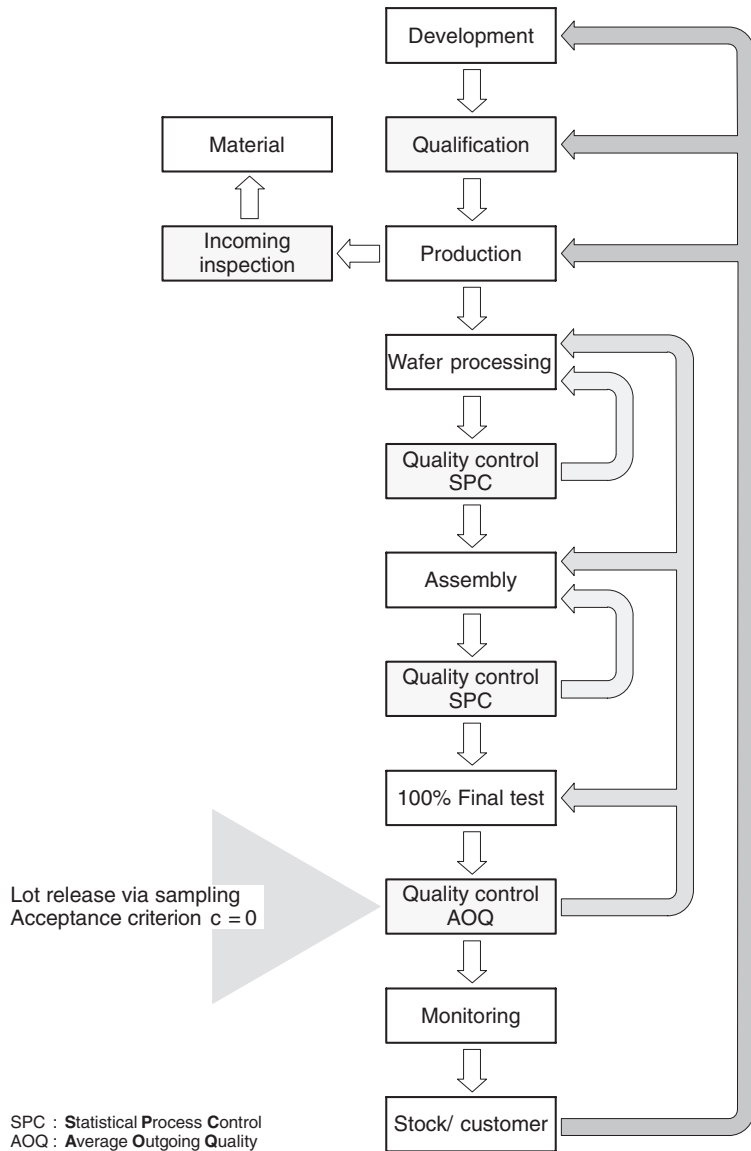 Development
Material
Qualification
Incoming
inspection
Production
Wafer processing
Quality control
SPC
Assembly
Quality control
SPC
100% Final test
Lot release via sampling
Acceptance criterion c = 0
Quality control
AOQ
Monitoring
Stock/ customer
SPC : Statistical Process Control
AOQ : Average Outgoing Quality